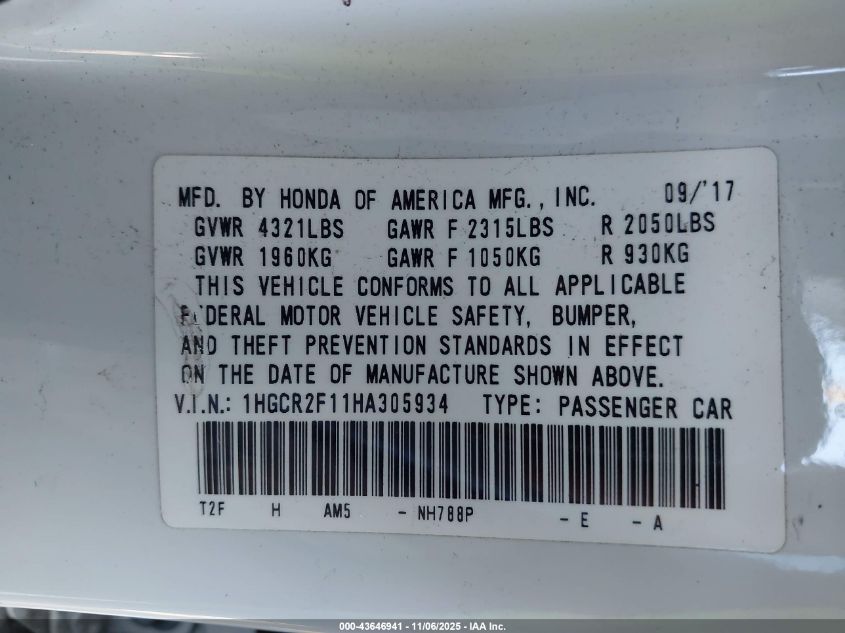 MFD. BY HONDA OF AMERICA MFG., INC. 09/'17
GVWR 4321LBS GAWR F 2315LBS R 2050LBS
GVWR 1960KG GAWR F 1050KG R 930KG
THIS VEHICLE CONFORMS TO ALL APPLICABLE
FEDERAL MOTOR VEHICLE SAFETY, BUMPER,
AND THEFT PREVENTION STANDARDS IN EFFECT
ON THE DATE OF MANUFACTURE SHOWN ABOVE.
V.I.N.: 1HGCR2F11HA305934 TYPE: PASSENGER CAR
T2F H AM5 - NH788P - E - A
000-43646941 - 11/06/2025 - IAA Inc.